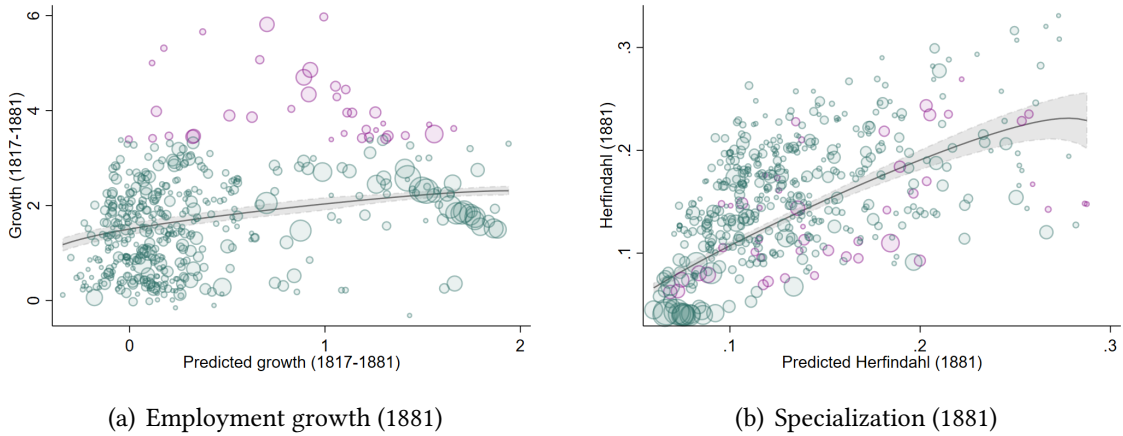 6
4
2
0
Growth (1817-1881)
0
1
2
Predicted growth (1817-1881)
(a) Employment growth (1881)
.3
.2
.1
Herfindahl (1881)
.1
.2
.3
Predicted Herfindahl (1881)
(b) Specialization (1881)